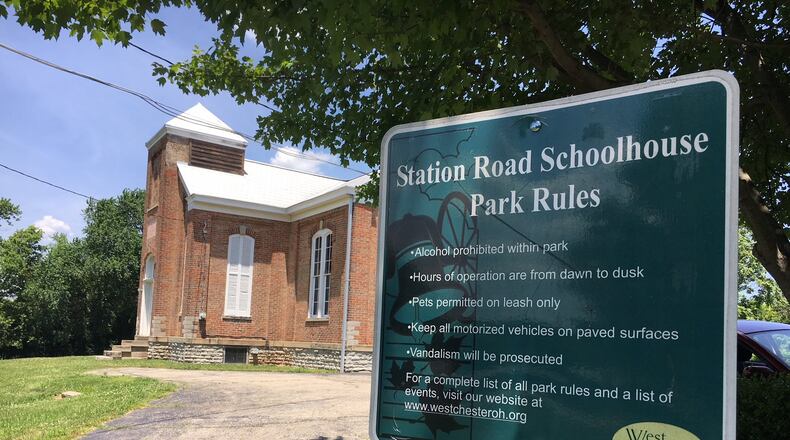 Station Road Schoolhouse
Park Rules
•Alcohol prohibited within park
•Hours of operation are from dawn to dusk
•Pets permitted on leash only
•Keep all motorized vehicles on paved surfaces
•Vandalism will be prosecuted
For a complete list of all park rules and a list of
events, visit our website at
www.westchesteroh.org
West